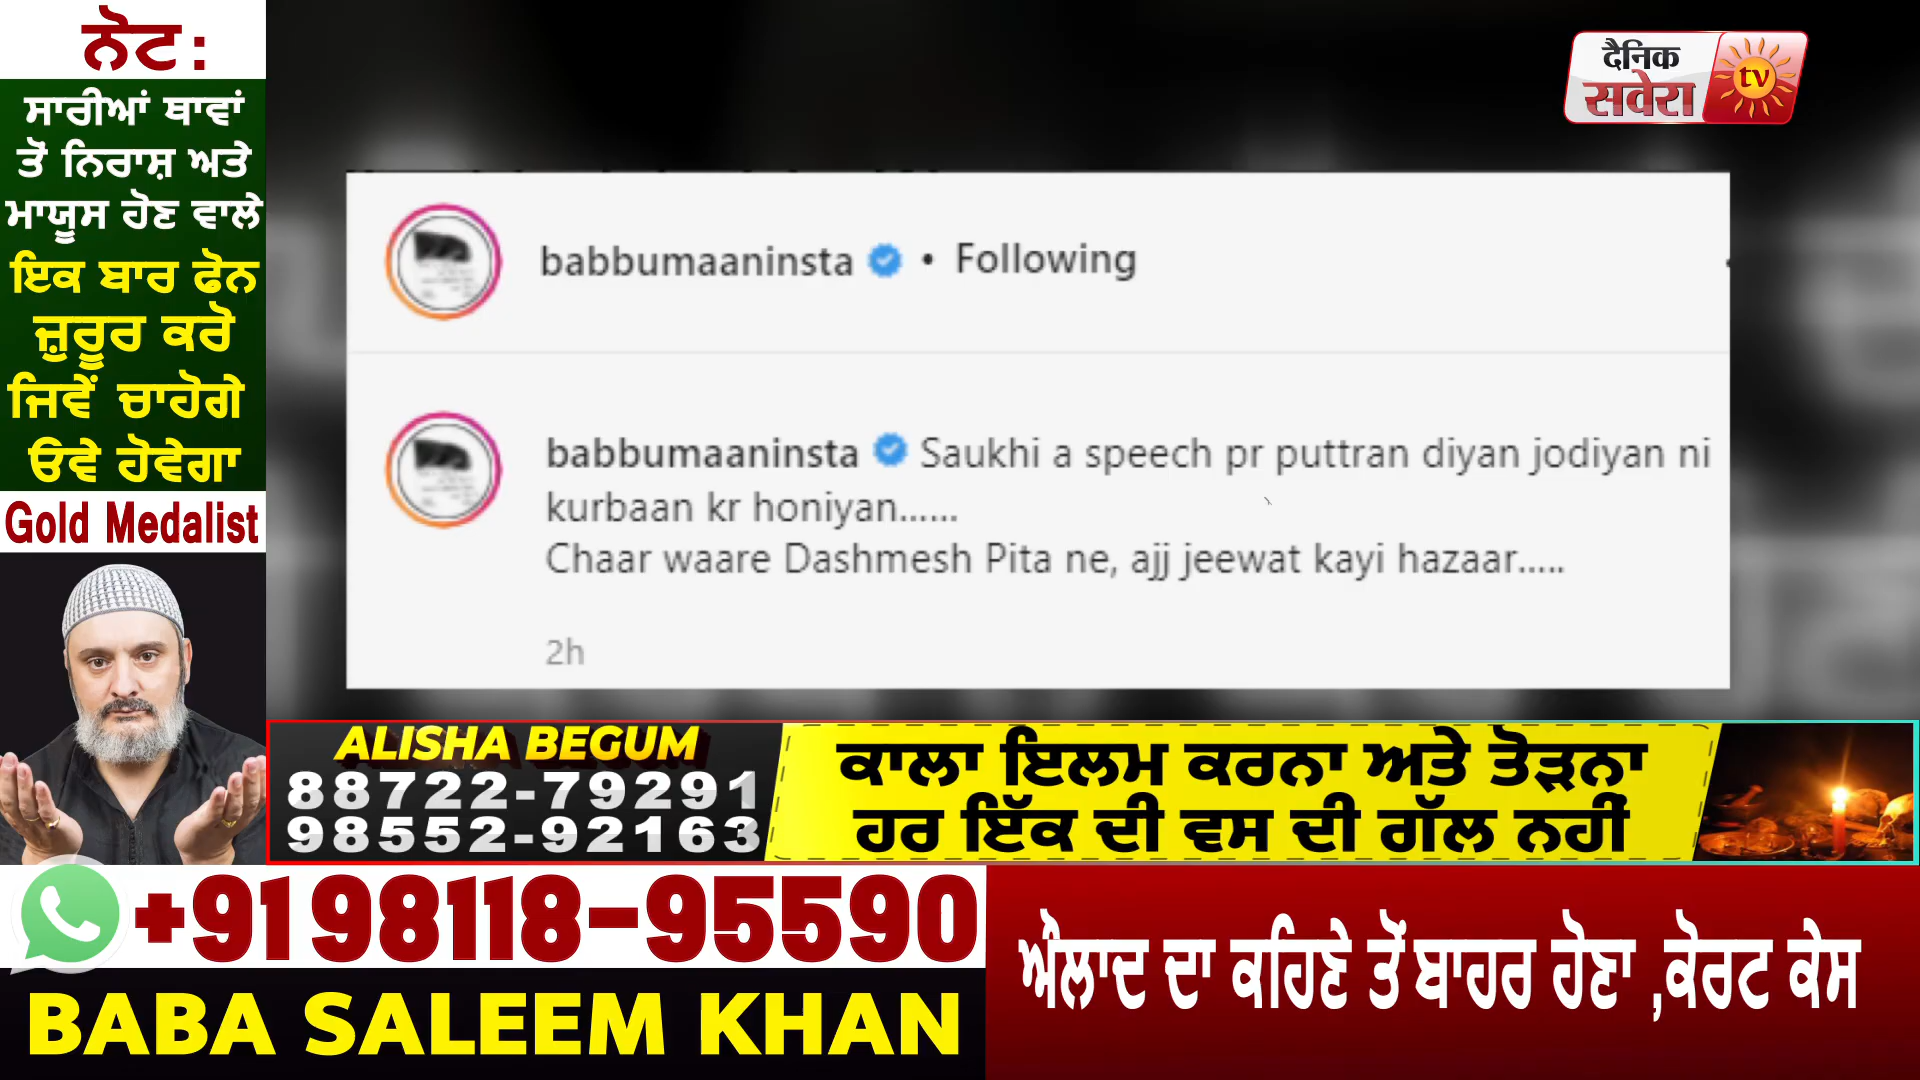 ਨੋਟ:
ਸਾਰੀਆਂ ਥਾਵਾਂ
ਤੋਂ ਨਿਰਾਸ਼ ਅਤੇ
ਮਾਯੂਸ ਹੋਣ ਵਾਲੇ
ਇਕ ਬਾਰ ਫੋਨ
ਜ਼ੁਰੂਰ ਕਰੋ
ਜਿਵੇਂ ਚਾਹੋਗੇ
ਓਵੇ ਹੋਵੇਗਾ
Gold Medalist
दैनिक
सवेरा
tv
babbumaaninsta • Following
babbumaaninsta Saukhi a speech pr puttran diyan jodiyan ni
kurbaan kr honiyan......
Chaar waare Dashmesh Pita ne, ajj jeewat kayi hazaar.....
2h
ALISHA BEGUM
88722-79291
98552-92163
ਕਾਲਾ ਇਲਮ ਕਰਨਾ ਅਤੇ ਤੋੜਨਾ
ਹਰ ਇੱਕ ਦੀ ਵਸ ਦੀ ਗੱਲ ਨਹੀਂ
+91 98118-95590
BABA SALEEM KHAN
ਔਲਾਦ ਦਾ ਕਹਿਣੇ ਤੋਂ ਬਾਹਰ ਹੋਣਾ ,ਕੋਰਟ ਕੇਸ